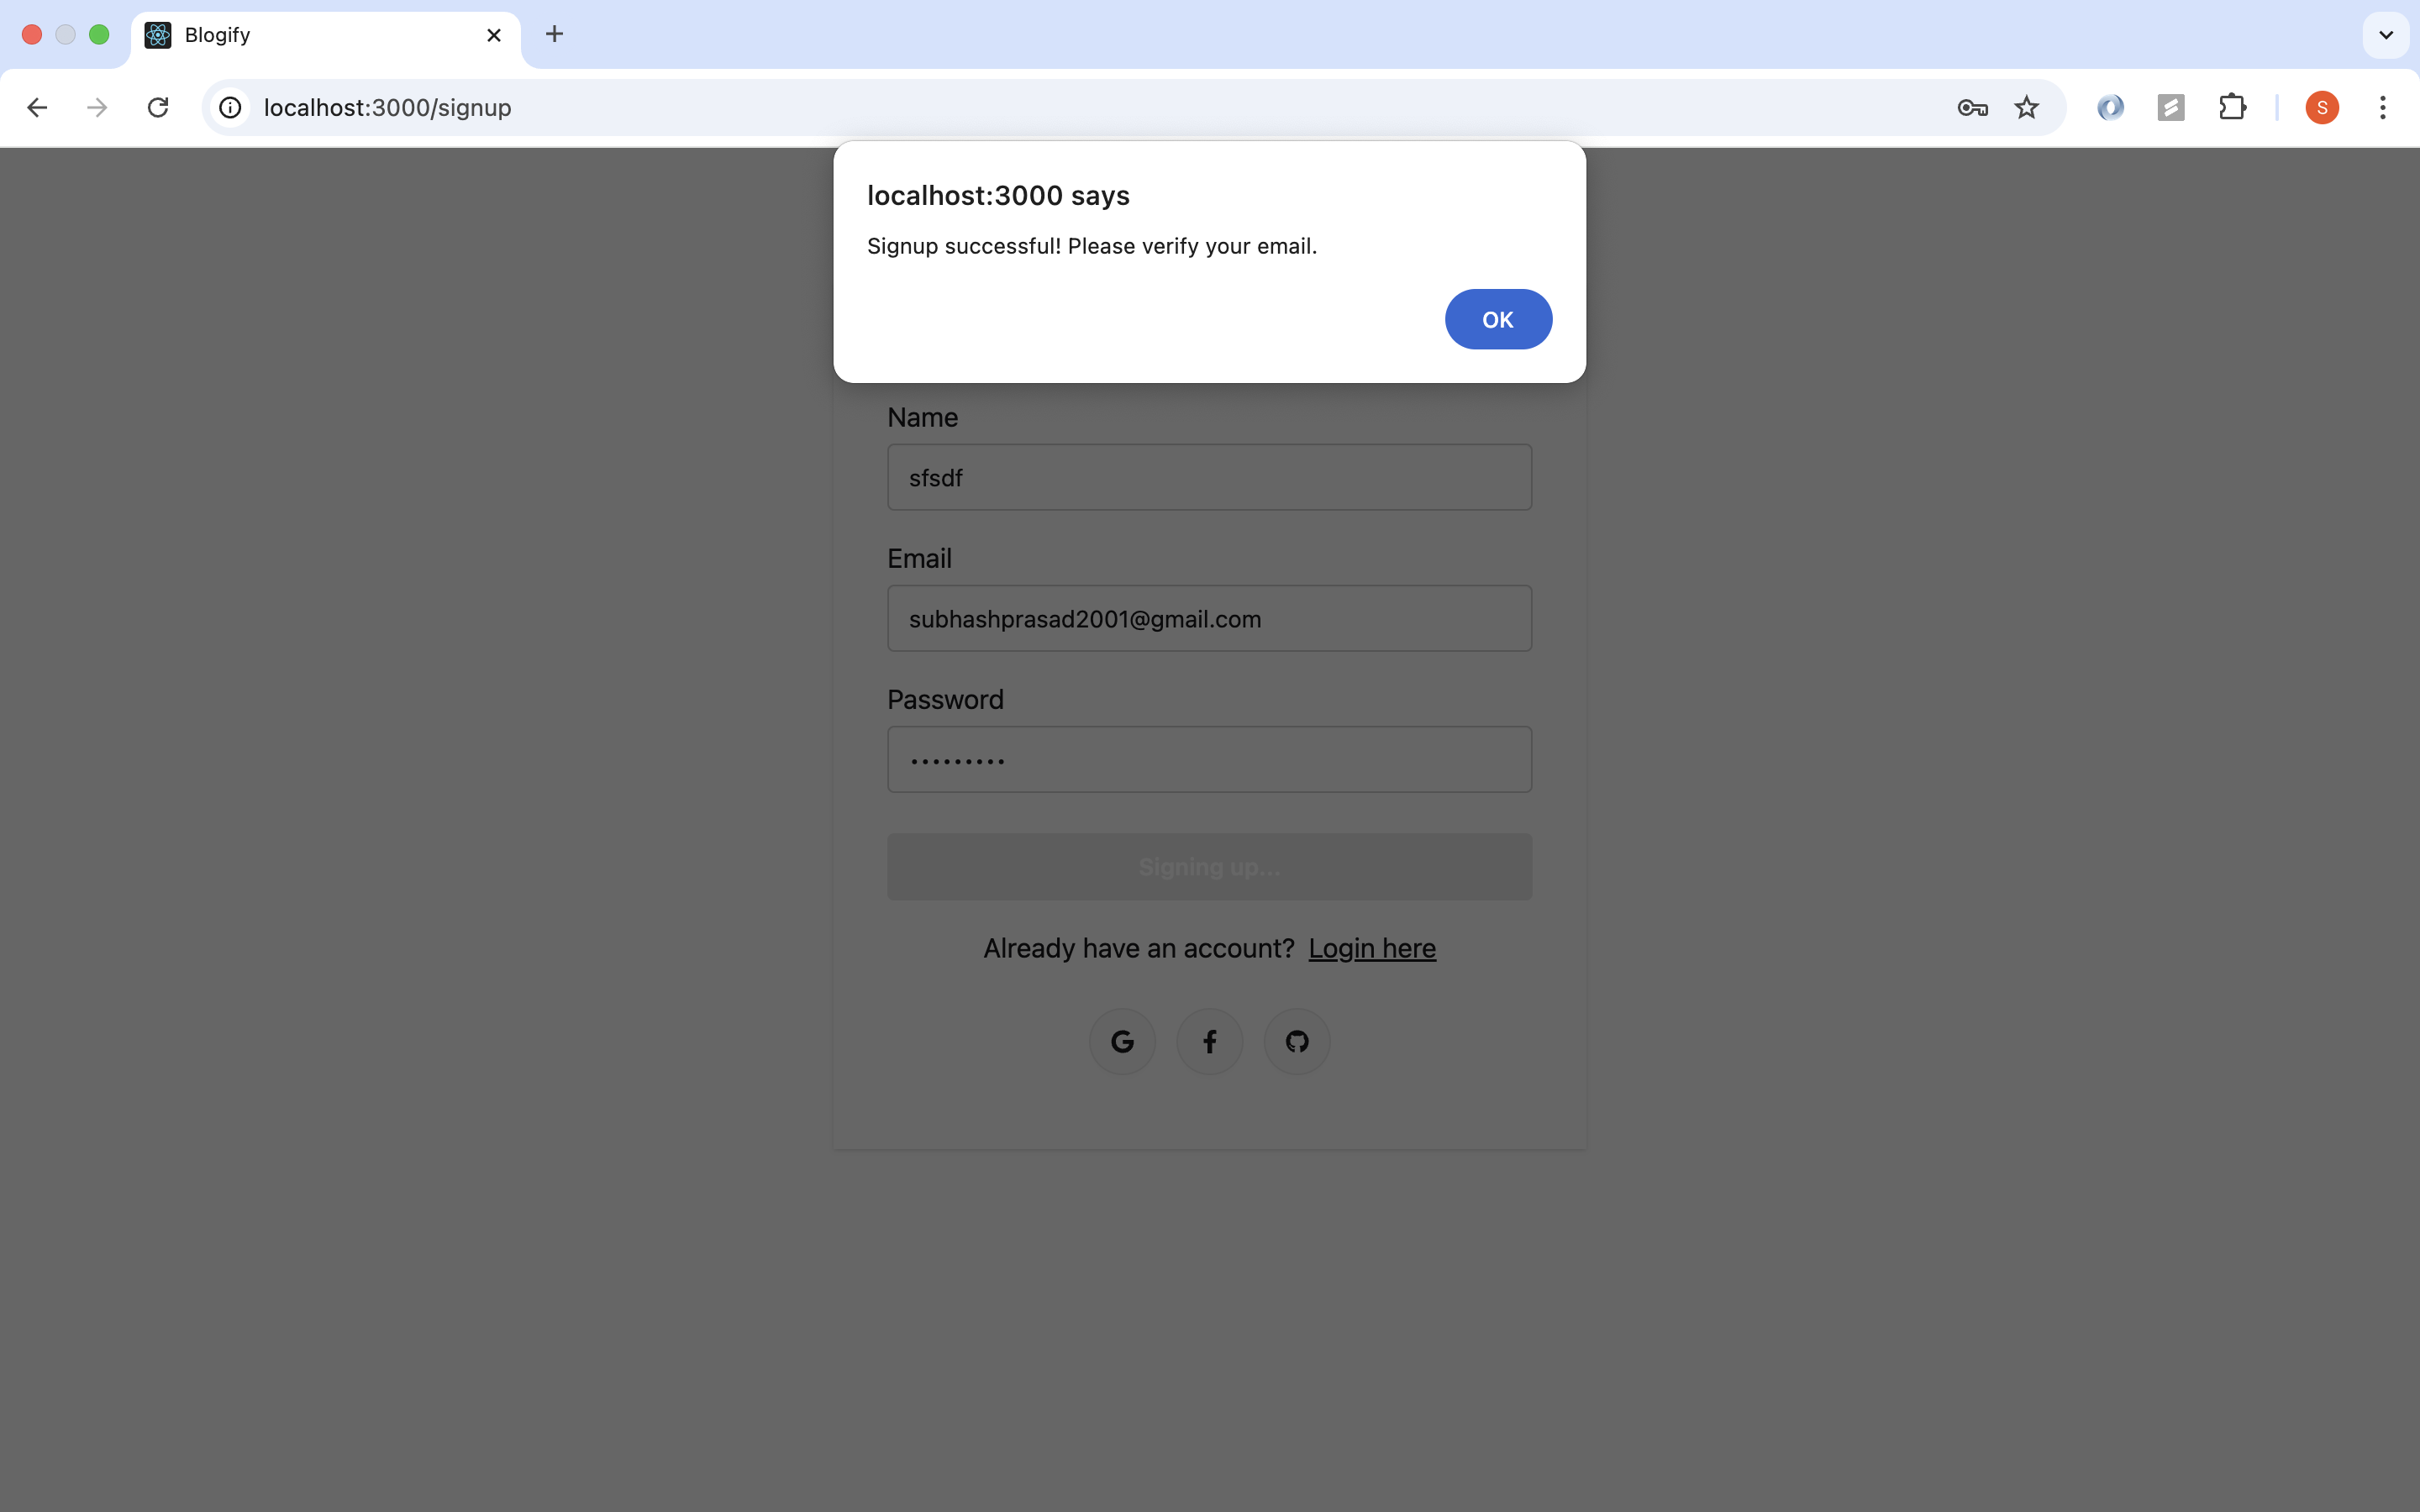 Blogify
localhost:3000/signup
S
localhost:3000 says
Signup successful! Please verify your email.
OK
Name
sfsdf
Email
subhashprasad2001@gmail.com
Password
•••••••••
Signing up...
Already have an account? Login here